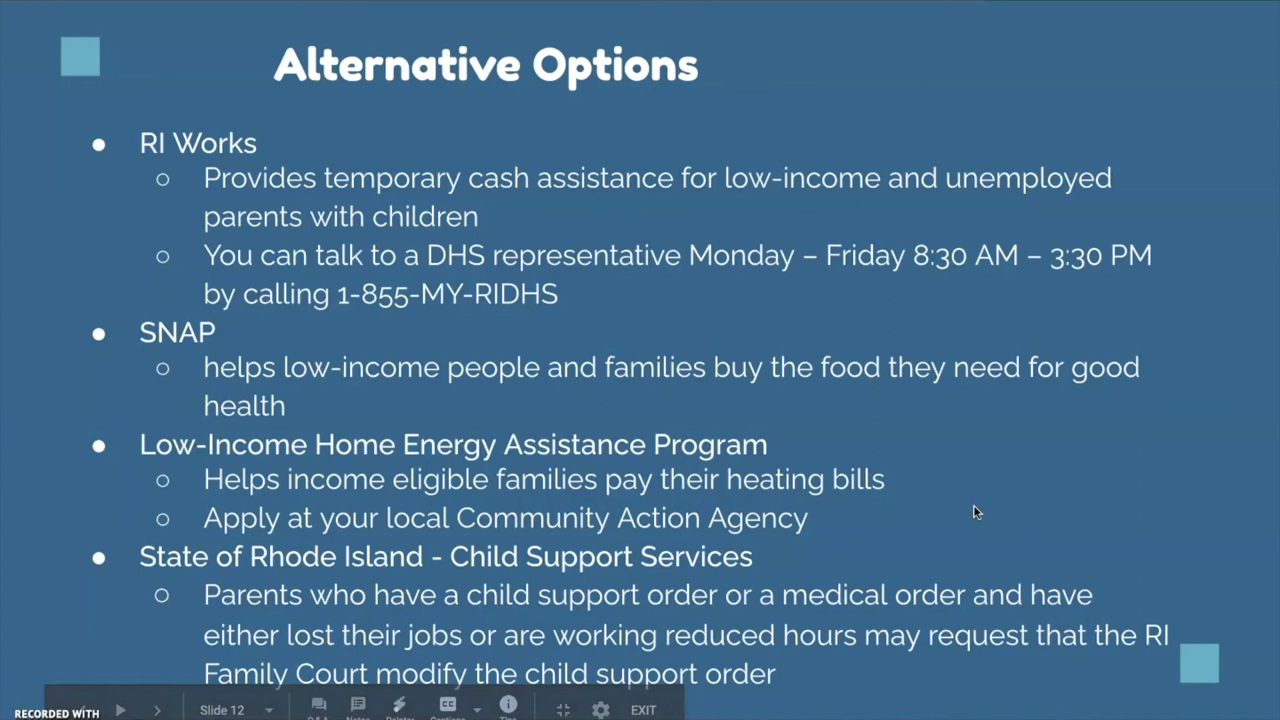 Alternative Options
● RI Works
○ Provides temporary cash assistance for low-income and unemployed
parents with children
○ You can talk to a DHS representative Monday – Friday 8:30 AM – 3:30 PM
by calling 1-855-MY-RIDHS
● SNAP
○ helps low-income people and families buy the food they need for good
health
● Low-Income Home Energy Assistance Program
○ Helps income eligible families pay their heating bills
○ Apply at your local Community Action Agency
● State of Rhode Island - Child Support Services
○ Parents who have a child support order or a medical order and have
either lost their jobs or are working reduced hours may request that the RI
Family Court modify the child support order
Slide 12 EXIT
RECORDED WITH